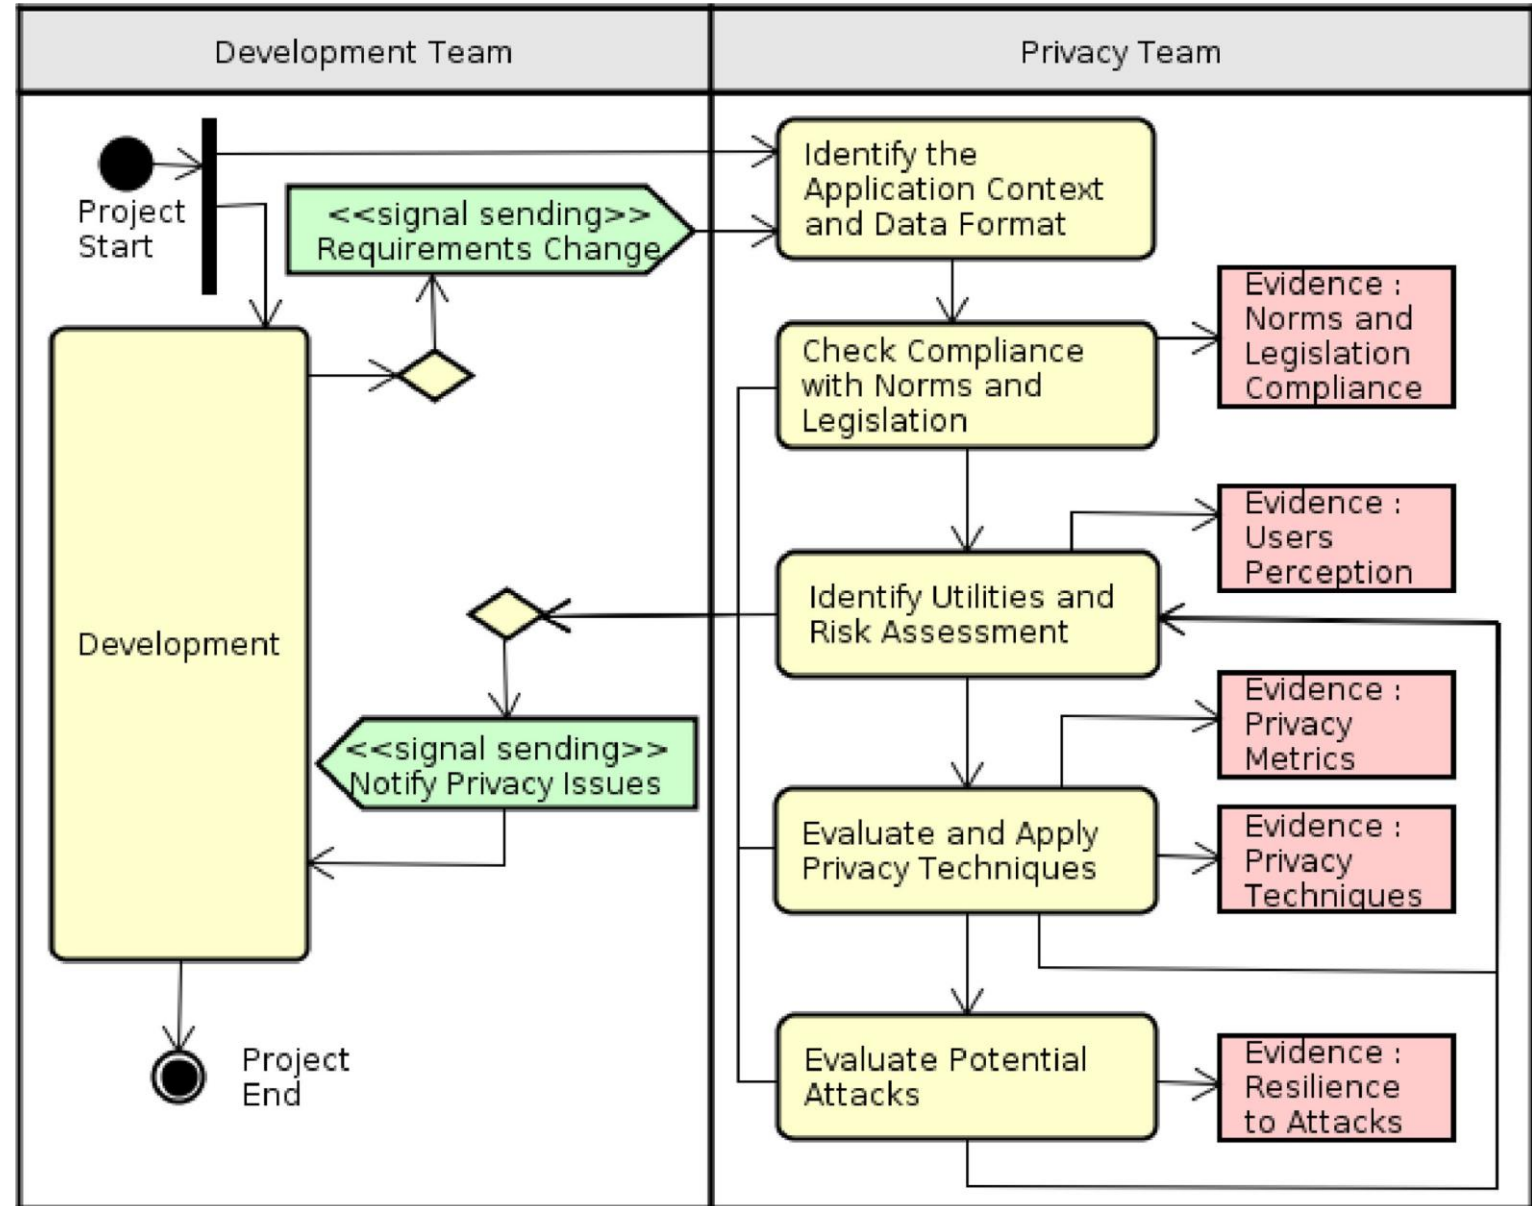 Development Team
Privacy Team
Project
Start
<<signal sending>>
Requirements Change
Identify the
Application Context
and Data Format
Evidence :
Norms and
Legislation
Compliance
Check Compliance
with Norms and
Legislation
Evidence :
Users
Perception
Identify Utilities and
Risk Assessment
Development
Evidence :
Privacy
Metrics
<<signal sending>>
Notify Privacy Issues
Evaluate and Apply
Privacy Techniques
Evidence :
Privacy
Techniques
Project
End
Evaluate Potential
Attacks
Evidence :
Resilience
to Attacks